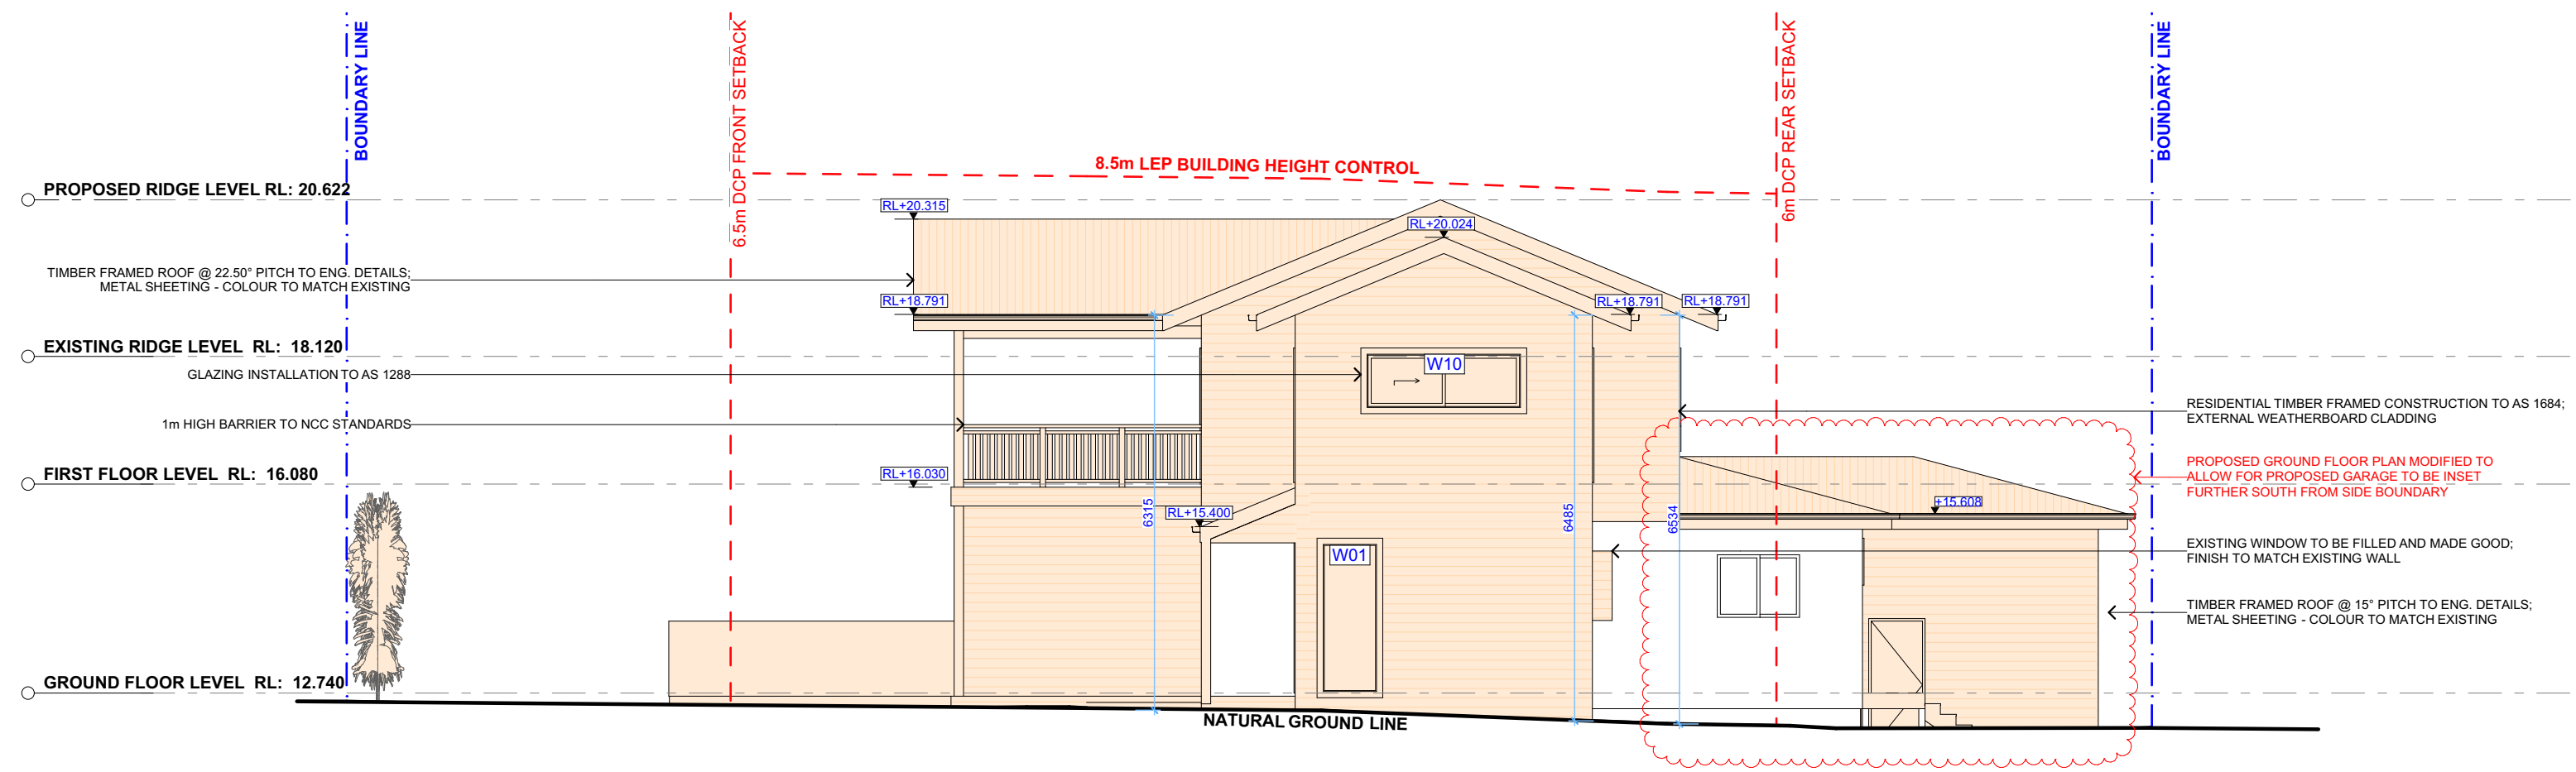 BOUNDARY LINE
6.5m DCP FRONT SETBACK
6m DCP REAR SETBACK
BOUNDARY LINE
8.5m LEP BUILDING HEIGHT CONTROL
PROPOSED RIDGE LEVEL RL: 20.622
RL+20.315
RL+20.024
TIMBER FRAMED ROOF @ 22.50° PITCH TO ENG. DETAILS;
METAL SHEETING - COLOUR TO MATCH EXISTING
RL+18.791
RL+18.791
RL+18.791
EXISTING RIDGE LEVEL RL: 18.120
W10
GLAZING INSTALLATION TO AS 1288
1m HIGH BARRIER TO NCC STANDARDS
RESIDENTIAL TIMBER FRAMED CONSTRUCTION TO AS 1684;
EXTERNAL WEATHERBOARD CLADDING
FIRST FLOOR LEVEL RL: 16.080
RL+16.030
PROPOSED GROUND FLOOR PLAN MODIFIED TO
ALLOW FOR PROPOSED GARAGE TO BE INSET
FURTHER SOUTH FROM SIDE BOUNDARY
+15.608
6315
RL+15.400
6485
6534
W01
EXISTING WINDOW TO BE FILLED AND MADE GOOD;
FINISH TO MATCH EXISTING WALL
TIMBER FRAMED ROOF @ 15° PITCH TO ENG. DETAILS;
METAL SHEETING - COLOUR TO MATCH EXISTING
GROUND FLOOR LEVEL RL: 12.740
NATURAL GROUND LINE